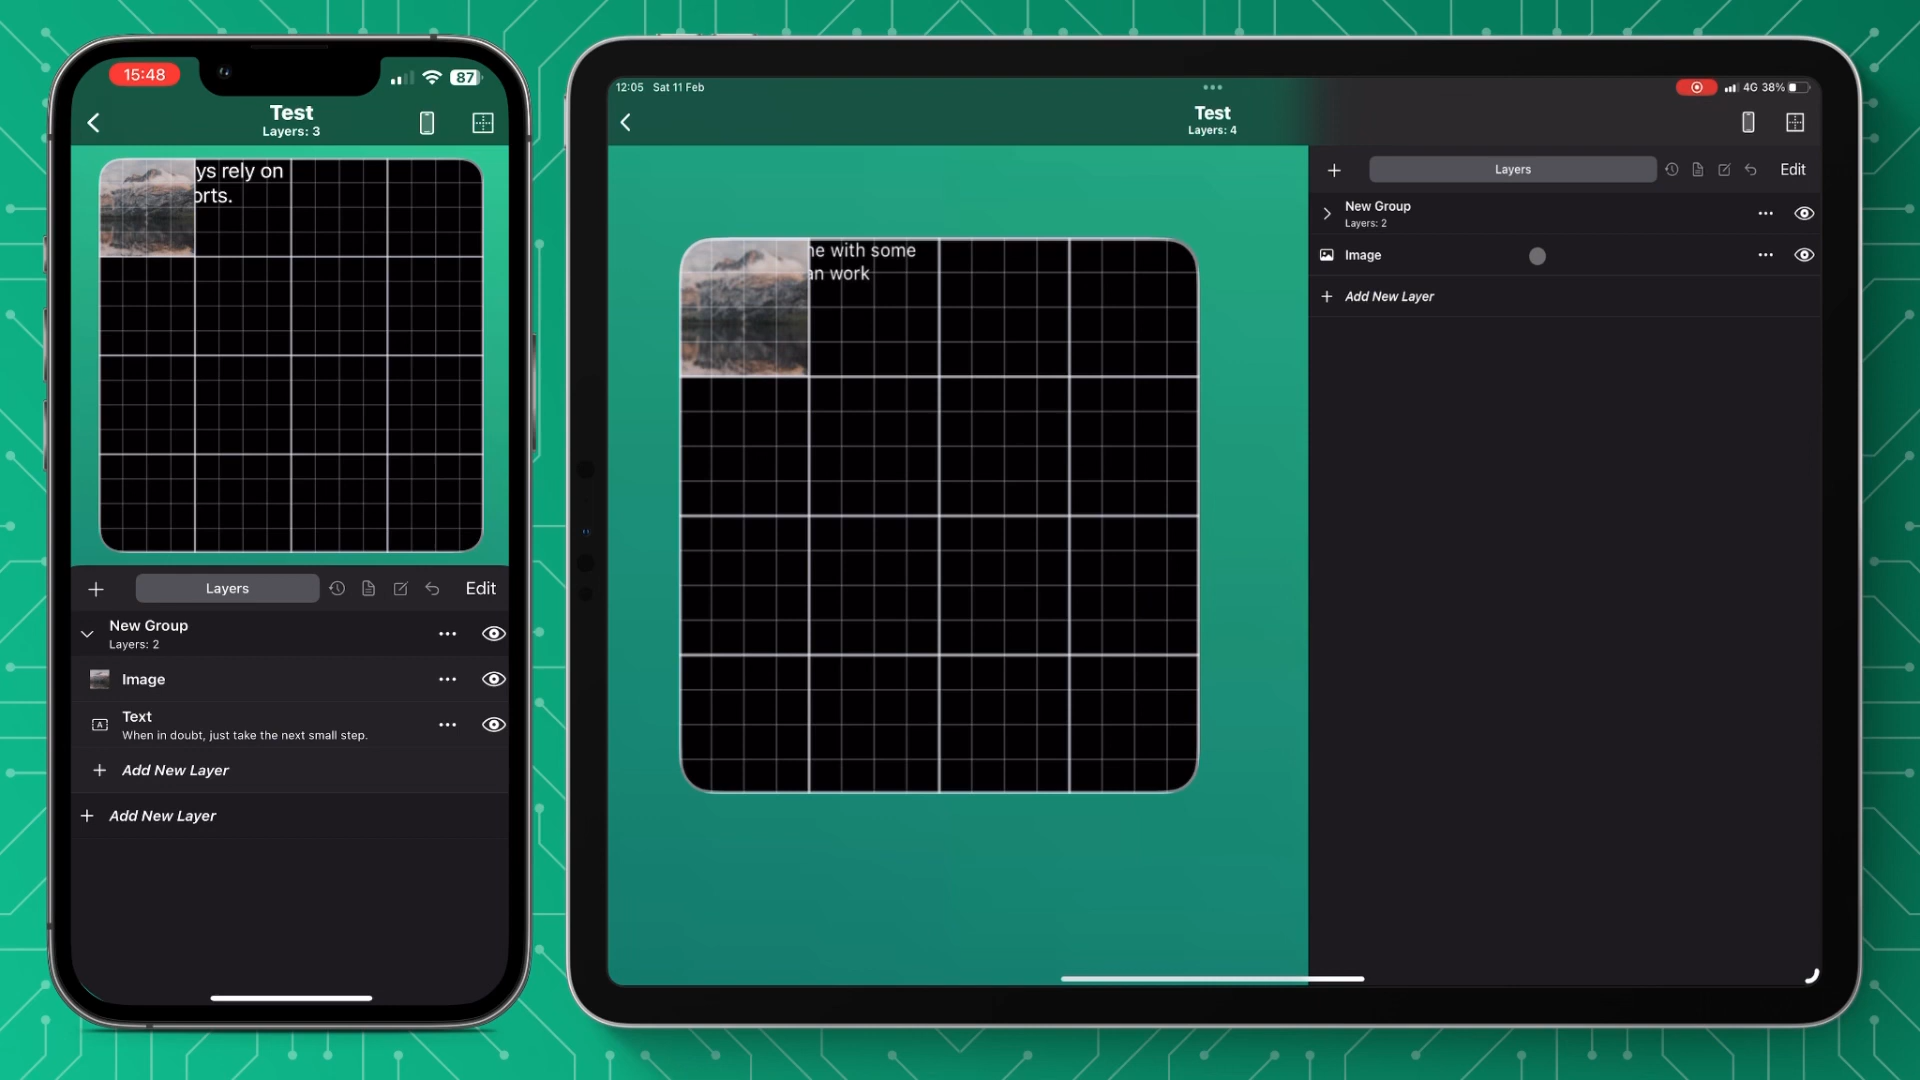 15:48
87
Test
Layers: 3
ys rely on
orts.
Layers
Edit
New Group
Layers: 2
Image
A
Text
When in doubt, just take the next small step.
Add New Layer
Add New Layer
12:05 Sat 11 Feb
4G 38%
Test
Layers: 4
ne with some
an work
Layers
Edit
New Group
Layers: 2
Image
Add New Layer